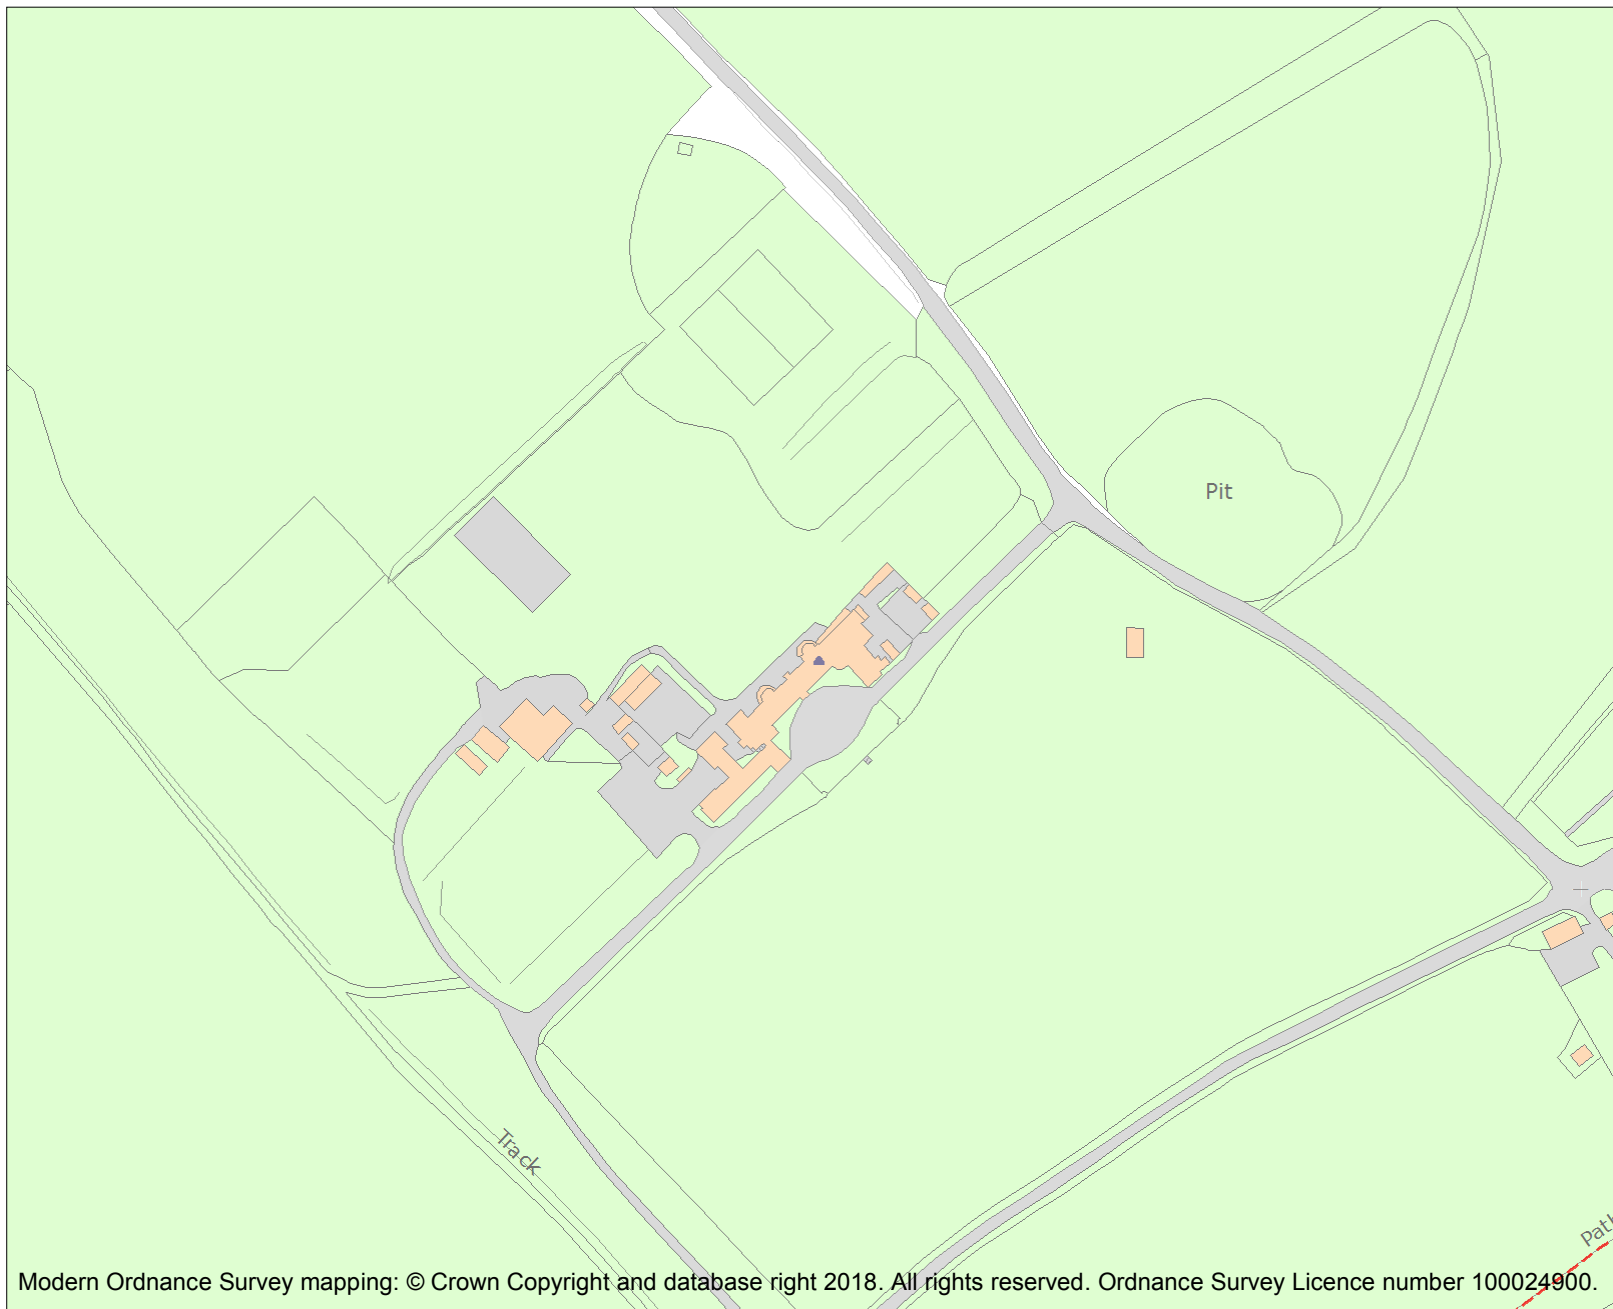 Pit
Track
Path
Modern Ordnance Survey mapping: © Crown Copyright and database right 2018. All rights reserved. Ordnance Survey Licence number 100024900.